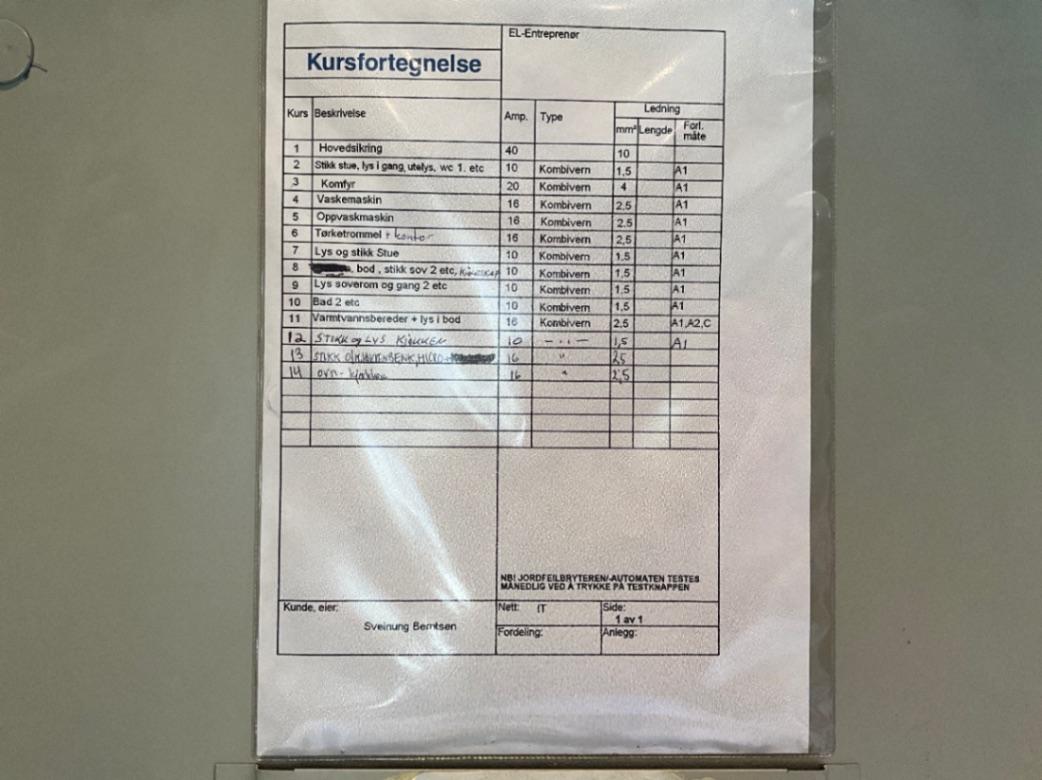 EL-Entreprenør
Kursfortegnelse
Kurs Beskrivelse Amp. Type Ledning
mm² Lengde Forl. måte
1 Hovedsikring 40 10
2 Stikk stue, lys i gang, utelys, wc 1. etc 10 Kombivern 1,5 A1
3 Komfyr 20 Kombivern 4 A1
4 Vaskemaskin 16 Kombivern 2,5 A1
5 Oppvaskmaskin 16 Kombivern 2.5 A1
6 Tørketrommel + kontor 16 Kombivern 2,5 A1
7 Lys og stikk Stue 10 Kombivern 1.5 A1
8 , bod , stikk sov 2 etc, 10 Kombivern 1.5 A1
9 Lys soverom og gang 2 etc 10 Kombivern 1,5 A1
10 Bad 2 etc 10 Kombivern 1,5 A1
11 Varmtvannsbereder + lys i bod 16 Kombivern 2.5 A1,A2,C
12 STIKK og LYS KJØKKEN 10 -"- 1,5 A1
13 STIKK MICRO 16 " 25
14 ovn - kjøkken 16 " 2,5
NB! JORDFEILBRYTEREN/-AUTOMATEN TESTES
MÅNEDLIG VED Å TRYKKE PÅ TESTKNAPPEN
Kunde, eier: Nett: IT Side:
1 av 1
Sveinung Berntsen
Fordeling: Anlegg: